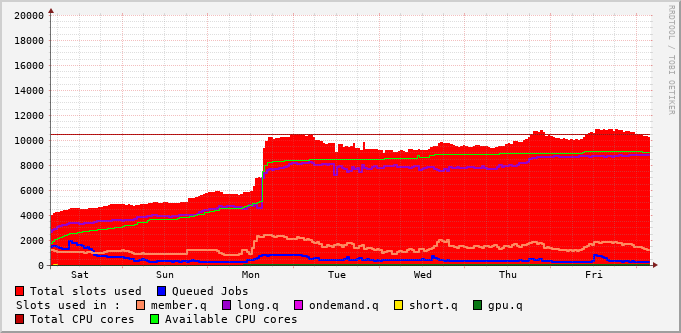 20000
18000
16000
14000
12000
10000
8000
6000
4000
2000
0
Sat Sun Mon Tue Wed Thu Fri
RRDTOOL / TOBI OETIKER
Total slots used Queued Jobs
Slots used in : member.q long.q ondemand.q short.q gpu.q
Total CPU cores Available CPU cores